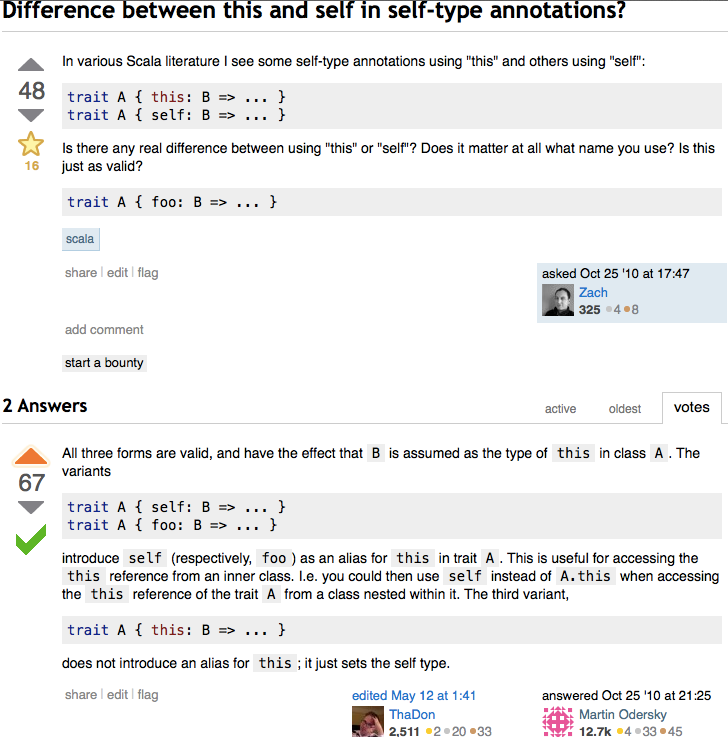 Difference between this and self in self-type annotations?
In various Scala literature I see some self-type annotations using "this" and others using "self":
48
trait A { this: B => ... }
trait A { self: B => ... }
Is there any real difference between using "this" or "self"? Does it matter at all what name you use? Is this
16
just as valid?
trait A { foo: B => ... }
scala
share | edit | flag
asked Oct 25 '10 at 17:47
Zach
325 4 8
add comment
start a bounty
2 Answers
active oldest votes
All three forms are valid, and have the effect that B is assumed as the type of this in class A . The
67
variants
trait A { self: B => ... }
trait A { foo: B => ... }
introduce self (respectively, foo ) as an alias for this in trait A . This is useful for accessing the
this reference from an inner class. I.e. you could then use self instead of A.this when accessing
the this reference of the trait A from a class nested within it. The third variant,
trait A { this: B => ... }
does not introduce an alias for this ; it just sets the self type.
share | edit | flag
edited May 12 at 1:41
ThaDon
2,511 2 20 33
answered Oct 25 '10 at 21:25
Martin Odersky
12.7k 4 33 45